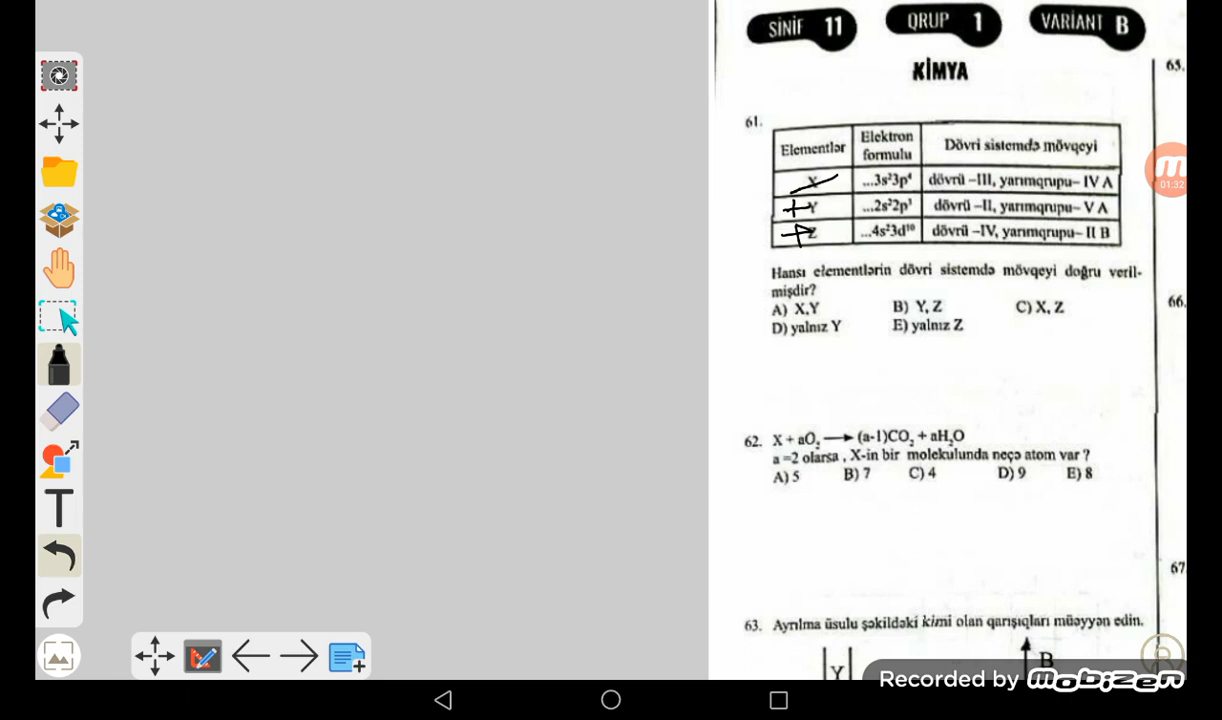 SİNİF 11
QRUP 1
VARİANT B
KİMYA
65.
61.
Elementlər
Elektron formulu
Dövri sistemdə mövqeyi
X
...3s²3p⁴
dövrü –III, yarımqrupu– IV A
Y
...2s²2p³
dövrü –II, yarımqrupu– V A
Z
...4s²3d¹⁰
dövrü –IV, yarımqrupu– II B
Hansı elementlərin dövri sistemdə mövqeyi doğru veril-
mişdir?
A) X,Y B) Y, Z C) X, Z
D) yalnız Y E) yalnız Z
66.
62. X + aO₂ → (a-1)CO₂ + aH₂O
a =2 olarsa , X-in bir molekulunda neçə atom var ?
A) 5 B) 7 C) 4 D) 9 E) 8
67
63. Ayrılma üsulu şəkildəki kimi olan qarışıqları müəyyən edin.
Y
B
T
01:32
Recorded by mobizen